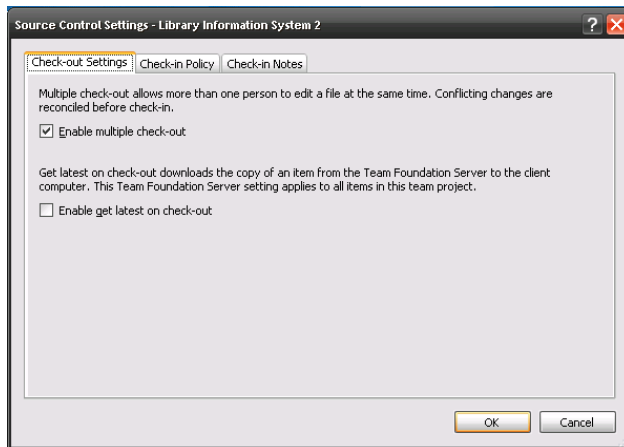 Source Control Settings - Library Information System 2
Check-out Settings
Check-in Policy
Check-in Notes
Multiple check-out allows more than one person to edit a file at the same time. Conflicting changes are
reconciled before check-in.
Enable multiple check-out
Get latest on check-out downloads the copy of an item from the Team Foundation Server to the client
computer. This Team Foundation Server setting applies to all items in this team project.
Enable get latest on check-out
OK
Cancel